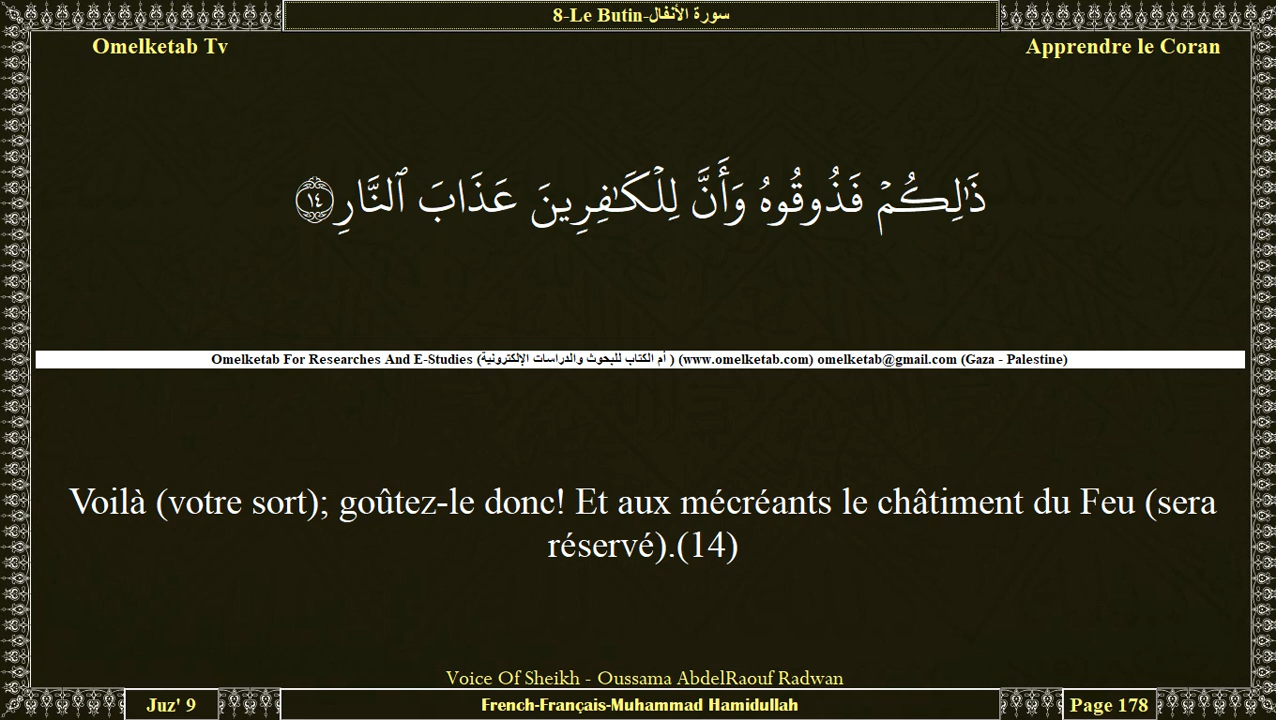 8-Le Butin-سورة الأنفال
Omelketab Tv
Apprendre le Coran
ذَٰلِكُمْ فَذُوقُوهُ وَأَنَّ لِلْكَٰفِرِينَ عَذَابَ ٱلنَّارِ ١٤
Omelketab For Researches And E-Studies (أم الكتاب للبحوث والدراسات الإلكترونية ) (www.omelketab.com) omelketab@gmail.com (Gaza - Palestine)
Voilà (votre sort); goûtez-le donc! Et aux mécréants le châtiment du Feu (sera
réservé).(14)
Voice Of Sheikh - Oussama AbdelRaouf Radwan
Juz' 9
French-Français-Muhammad Hamidullah
Page 178